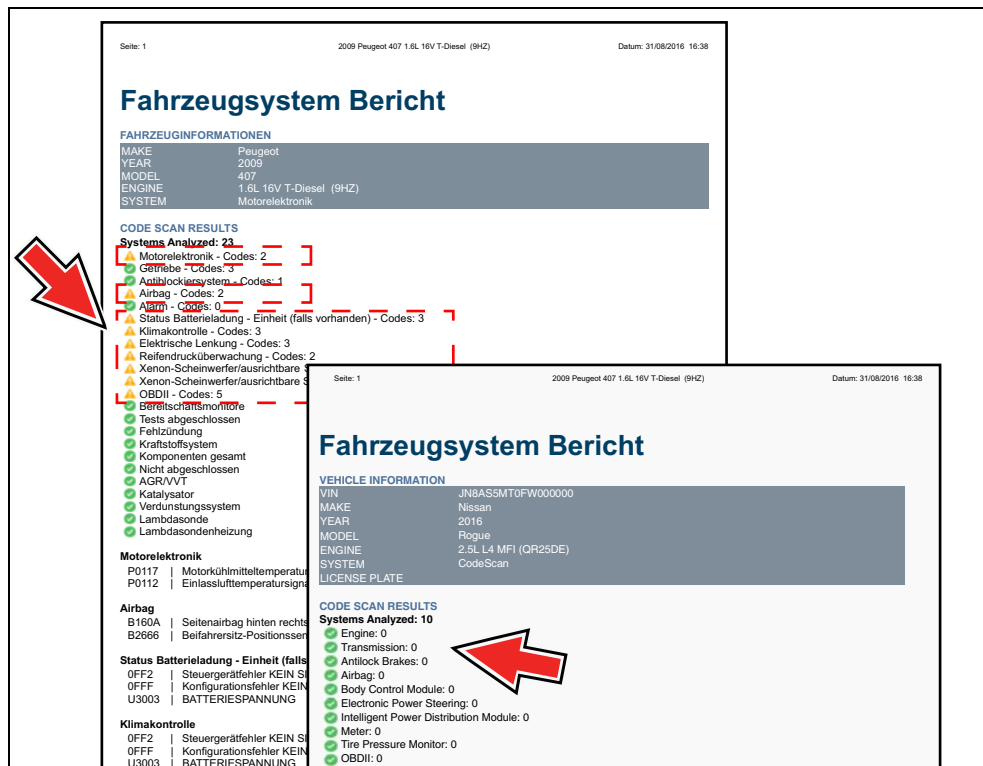 Seite: 1 2009 Peugeot 407 1.6L 16V T-Diesel (9HZ) Datum: 31/08/2016 16:38
Fahrzeugsystem Bericht
FAHRZEUGINFORMATIONEN
MAKE Peugeot
YEAR 2009
MODEL 407
ENGINE 1.6L 16V T-Diesel (9HZ)
SYSTEM Motorelektronik
CODE SCAN RESULTS
Systems Analyzed: 23
Motorelektronik - Codes: 2
Getriebe - Codes: 3
Antiblockiersystem - Codes: 1
Airbag - Codes: 2
Alarm - Codes: 0
Status Batterieladung - Einheit (falls vorhanden) - Codes: 3
Klimakontrolle - Codes: 3
Elektrische Lenkung - Codes: 3
Reifendrucküberwachung - Codes: 2
Xenon-Scheinwerfer/ausrichtbare
Xenon-Scheinwerfer/ausrichtbare
OBDII - Codes: 5
Bereitschaftsmonitore
Tests abgeschlossen
Fehlzündung
Kraftstoffsystem
Komponenten gesamt
Nicht abgeschlossen
AGR/VVT
Katalysator
Verdunstungssystem
Lambdasonde
Lambdasondenheizung
Motorelektronik
P0117 | Motorkühlmitteltemperatur
P0112 | Einlasslufttemperatursigna
Airbag
B160A | Seitenairbag hinten rechts
B2666 | Beifahrersitz-Positionssen
Status Batterieladung - Einheit (falls
0FF2 | Steuergerätfehler KEIN
0FFF | Konfigurationsfehler KEIN
U3003 | BATTERIESPANNUNG
Klimakontrolle
0FF2 | Steuergerätfehler KEIN
0FFF | Konfigurationsfehler KEIN
U3003 | BATTERIESPANNUNG
Seite: 1 2009 Peugeot 407 1.6L 16V T-Diesel (9HZ) Datum: 31/08/2016 16:38
Fahrzeugsystem Bericht
VEHICLE INFORMATION
VIN JN8AS5MT0FW000000
MAKE Nissan
YEAR 2016
MODEL Rogue
ENGINE 2.5L L4 MFI (QR25DE)
SYSTEM CodeScan
LICENSE PLATE
CODE SCAN RESULTS
Systems Analyzed: 10
Engine: 0
Transmission: 0
Antilock Brakes: 0
Airbag: 0
Body Control Module: 0
Electronic Power Steering: 0
Intelligent Power Distribution Module: 0
Meter: 0
Tire Pressure Monitor: 0
OBDII: 0